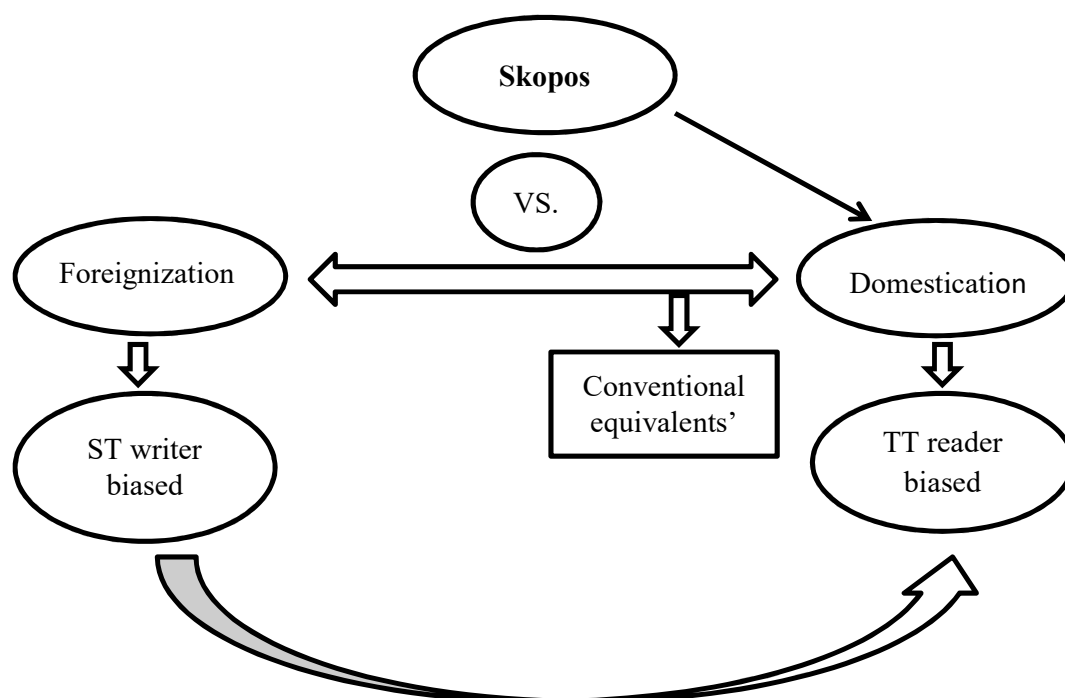 Skopos
VS.
Foreignization
Domestication
Conventional
equivalents’
ST writer
biased
TT reader
biased